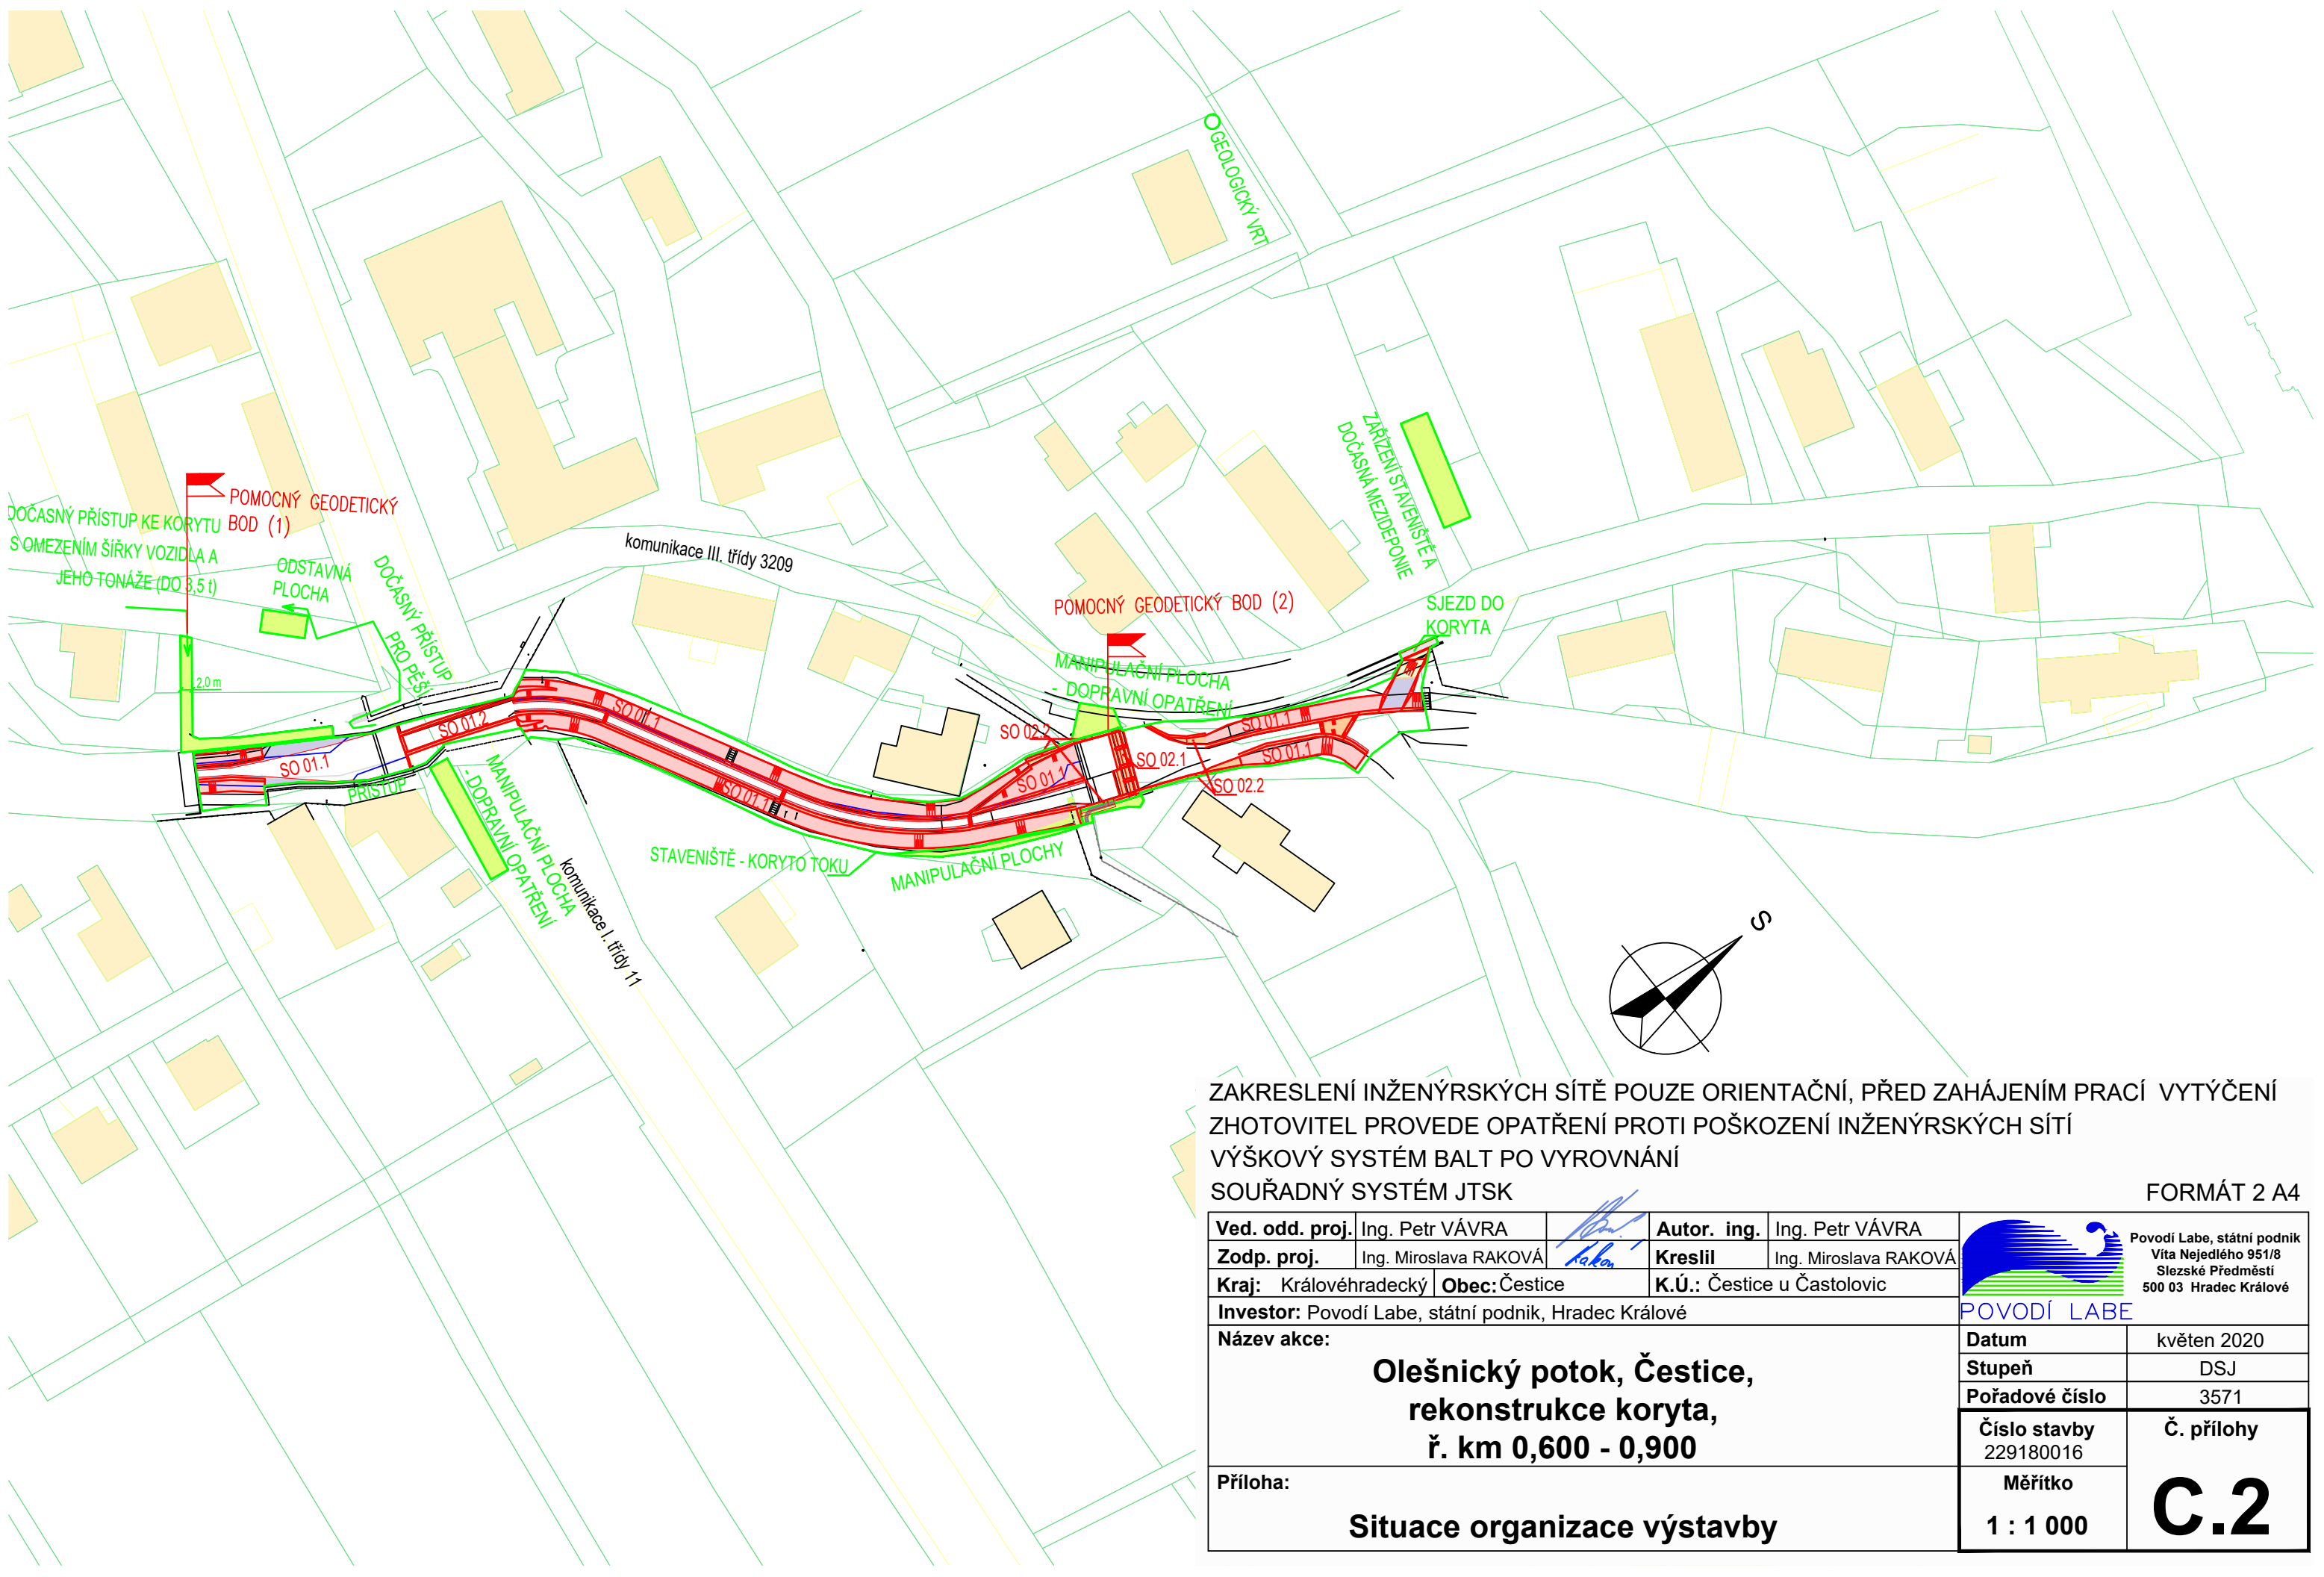 GEOLOGICKÝ VRT
POMOCNÝ GEODETICKÝ
BOD (1)
DOČASNÝ PŘÍSTUP KE KORYTU
S OMEZENÍM ŠÍŘKY VOZIDLA A
JEHO TONÁŽE (DO 3,5 t)
ODSTAVNÁ
PLOCHA
DOČASNÝ PŘÍSTUP
PRO PĚŠÍ
komunikace III. třídy 3209
ZAŘÍZENÍ STAVENIŠTĚ A
DOČASNÁ MEZIDEPONIE
POMOCNÝ GEODETICKÝ BOD (2)
SJEZD DO
KORYTA
MANIPULAČNÍ PLOCHA
- DOPRAVNÍ OPATŘENÍ
2.0 m
SO 01.1
SO 01.2
SO 01.1
SO 01.1
SO 01.1
SO 02.2
SO 02.1
SO 02.2
SO 01.1
SO 01.1
PŘÍSTUP
MANIPULAČNÍ PLOCHA
- DOPRAVNÍ OPATŘENÍ
komunikace I. třídy 11
STAVENIŠTĚ - KORYTO TOKU
MANIPULAČNÍ PLOCHY
S
ZAKRESLENÍ INŽENÝRSKÝCH SÍTĚ POUZE ORIENTAČNÍ, PŘED ZAHÁJENÍM PRACÍ VYTÝČENÍ
ZHOTOVITEL PROVEDE OPATŘENÍ PROTI POŠKOZENÍ INŽENÝRSKÝCH SÍTÍ
VÝŠKOVÝ SYSTÉM BALT PO VYROVNÁNÍ
SOUŘADNÝ SYSTÉM JTSK
FORMÁT 2 A4
Ved. odd. proj. Ing. Petr VÁVRA Autor. ing. Ing. Petr VÁVRA
Zodp. proj. Ing. Miroslava RAKOVÁ Kreslil Ing. Miroslava RAKOVÁ
Kraj: Královéhradecký Obec: Čestice K.Ú.: Čestice u Častolovic
Investor: Povodí Labe, státní podnik, Hradec Králové
POVODÍ LABE
Povodí Labe, státní podnik
Víta Nejedlého 951/8
Slezské Předměstí
500 03 Hradec Králové
Název akce:
Olešnický potok, Čestice,
rekonstrukce koryta,
ř. km 0,600 - 0,900
Datum květen 2020
Stupeň DSJ
Pořadové číslo 3571
Číslo stavby
229180016
Č. přílohy
C.2
Měřítko
1 : 1 000
Příloha:
Situace organizace výstavby